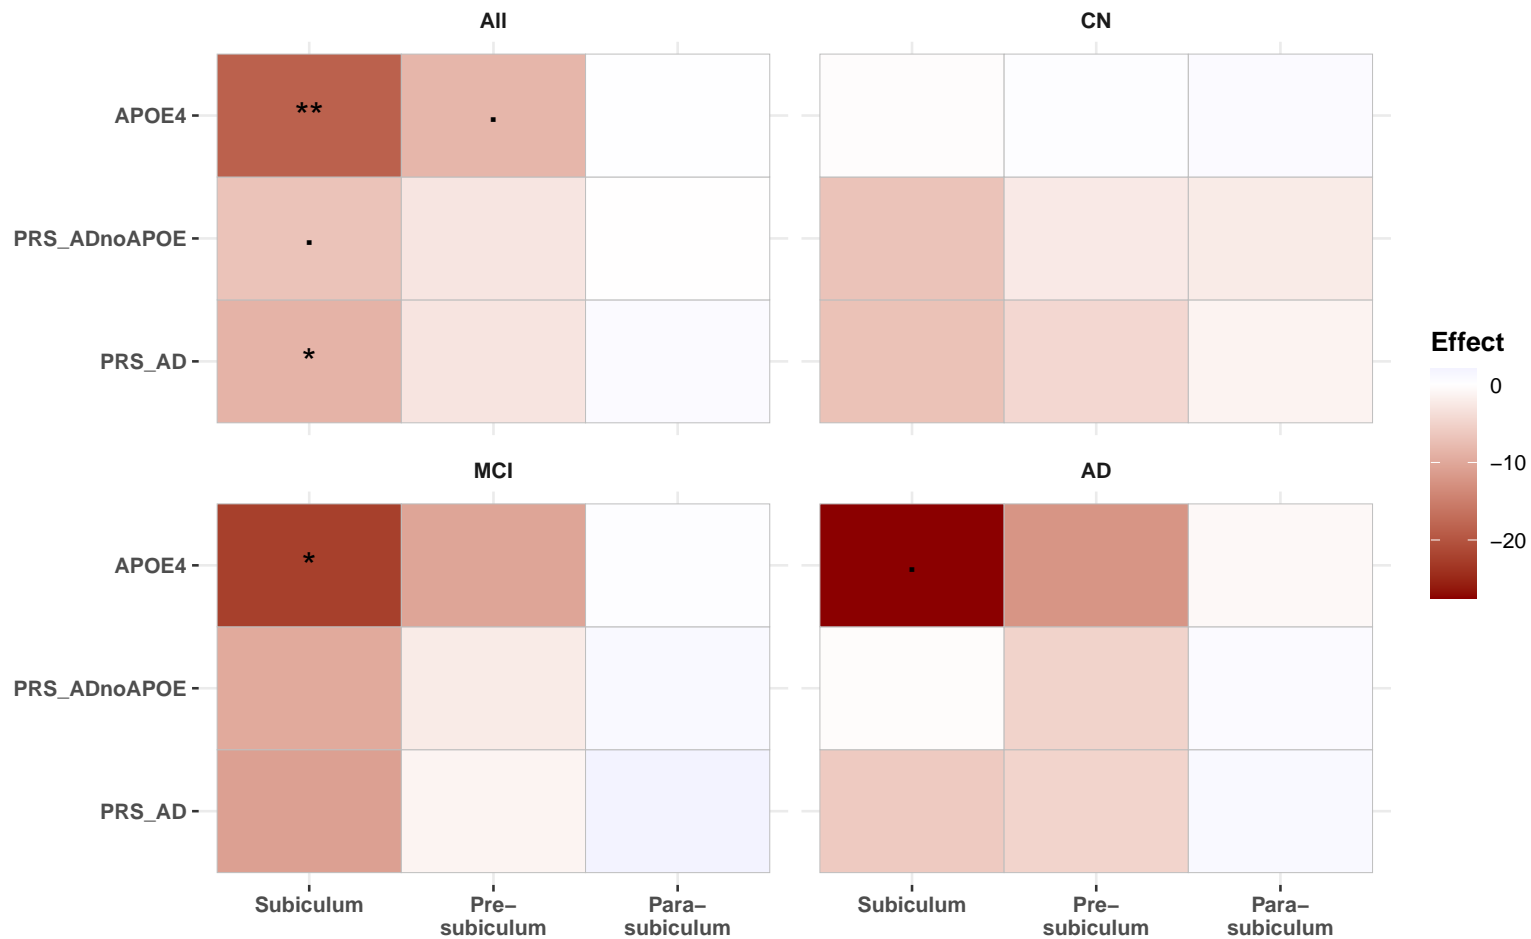 All
CN
APOE4
**
.
PRS_ADnoAPOE
.
PRS_AD
*
MCI
AD
APOE4
*
.
PRS_ADnoAPOE
PRS_AD
Subiculum
Pre−
subiculum
Para−
subiculum
Subiculum
Pre−
subiculum
Para−
subiculum
Effect
0
−10
−20